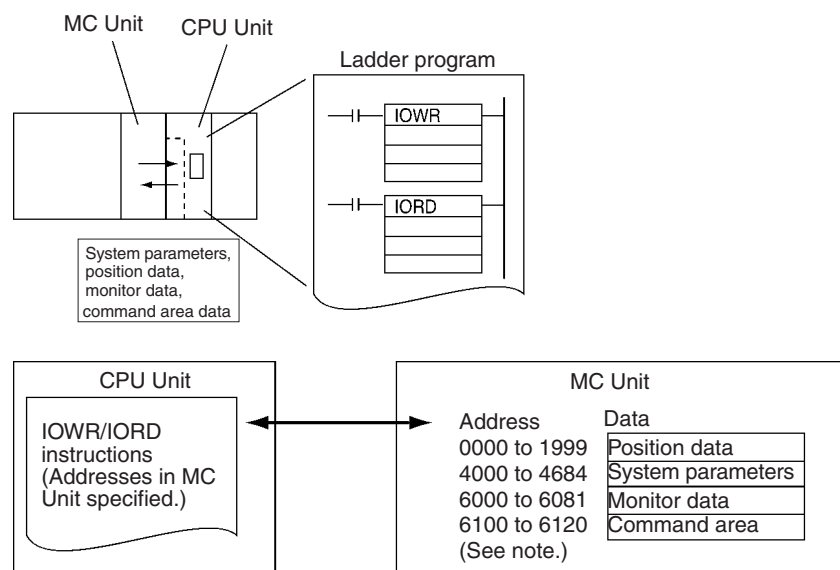 MC Unit
CPU Unit
Ladder program
IOWR
IORD
System parameters,
position data,
monitor data,
command area data
CPU Unit
IOWR/IORD
instructions
(Addresses in MC
Unit specified.)
MC Unit
Address Data
0000 to 1999 Position data
4000 to 4684 System parameters
6000 to 6081 Monitor data
6100 to 6120 Command area
(See note.)